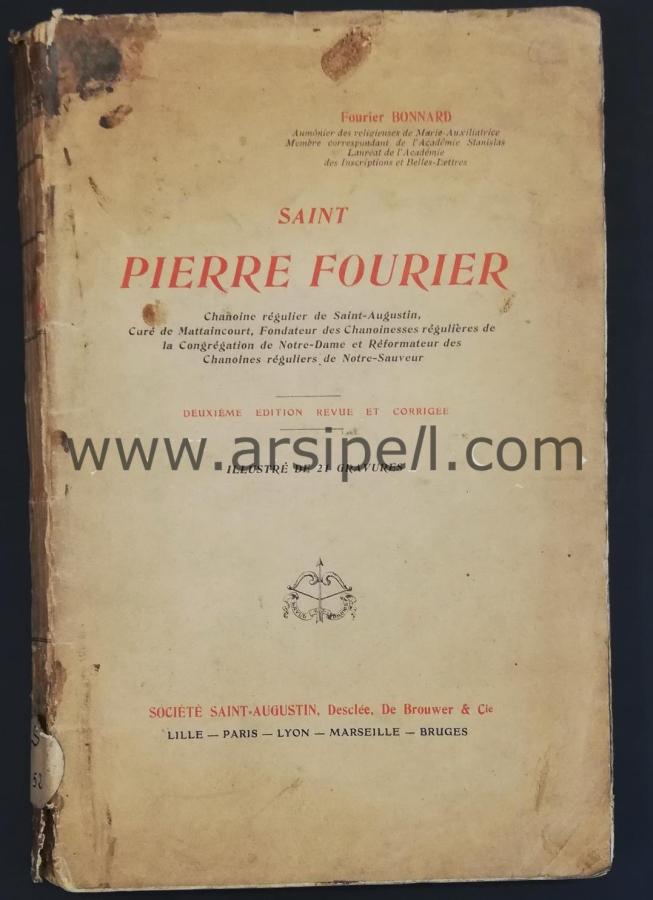 Fourier BONNARD
Aumônier des religieuses de Marie-Auxiliatrice
Membre correspondant de l'Académie Stanislas
Lauréat de l'Académie
des Inscriptions et Belles-Lettres
SAINT
PIERRE FOURIER
Chanoine régulier de Saint-Augustin,
Curé de Mattaincourt, Fondateur des Chanoinesses régulières de
la Congrégation de Notre-Dame et Réformateur des
Chanoines réguliers de Notre-Sauveur
DEUXIÈME EDITION REVUE ET CORRIGEE
www.arsipell.com
ILLUSTRÉ DE 21 GRAVURES
SOCIÉTÉ SAINT-AUGUSTIN, Desclée, De Brouwer & Cie
LILLE — PARIS — LYON — MARSEILLE — BRUGES
52